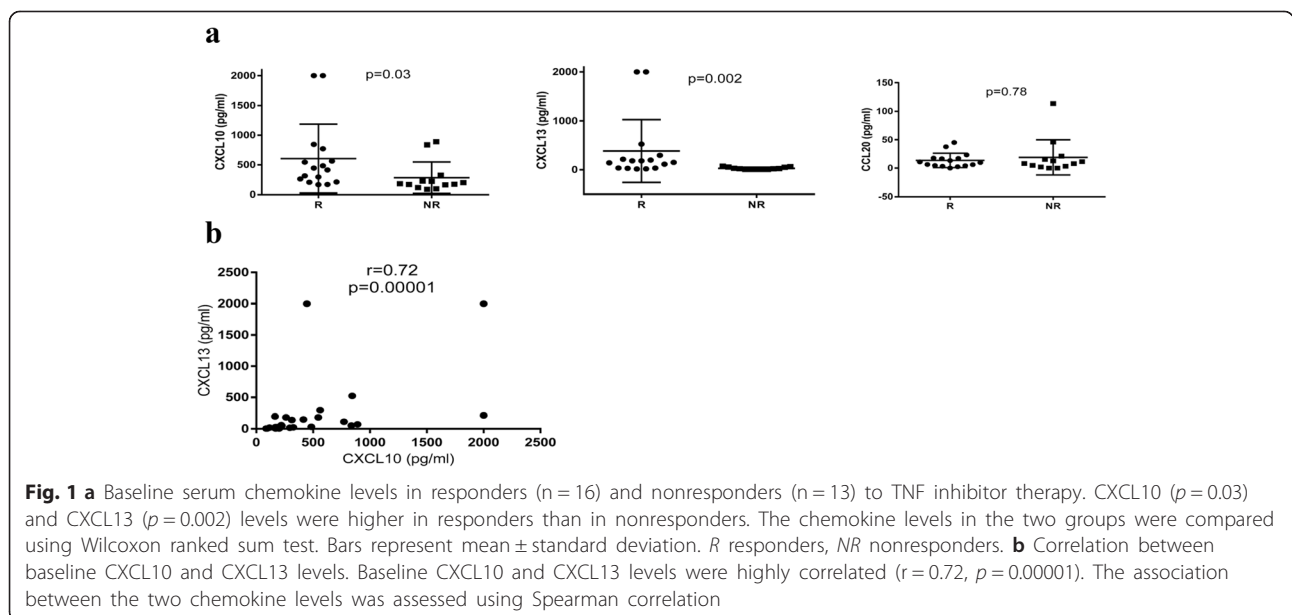 a
p=0.03
2000
1500
1000
500
0
CXCL10 (pg/ml)
R NR
p=0.002
2000
1000
0
CXCL13 (pg/ml)
R NR
p=0.78
150
100
50
0
-50
CCL20 (pg/ml)
R NR
b
r=0.72
p=0.00001
2500
2000
1500
1000
500
0
CXCL13 (pg/ml)
0 500 1000 1500 2000 2500
CXCL10 (pg/ml)
Fig. 1 a Baseline serum chemokine levels in responders (n = 16) and nonresponders (n = 13) to TNF inhibitor therapy. CXCL10 (p = 0.03)
and CXCL13 (p = 0.002) levels were higher in responders than in nonresponders. The chemokine levels in the two groups were compared
using Wilcoxon ranked sum test. Bars represent mean ± standard deviation. R responders, NR nonresponders. b Correlation between
baseline CXCL10 and CXCL13 levels. Baseline CXCL10 and CXCL13 levels were highly correlated (r = 0.72, p = 0.00001). The association
between the two chemokine levels was assessed using Spearman correlation